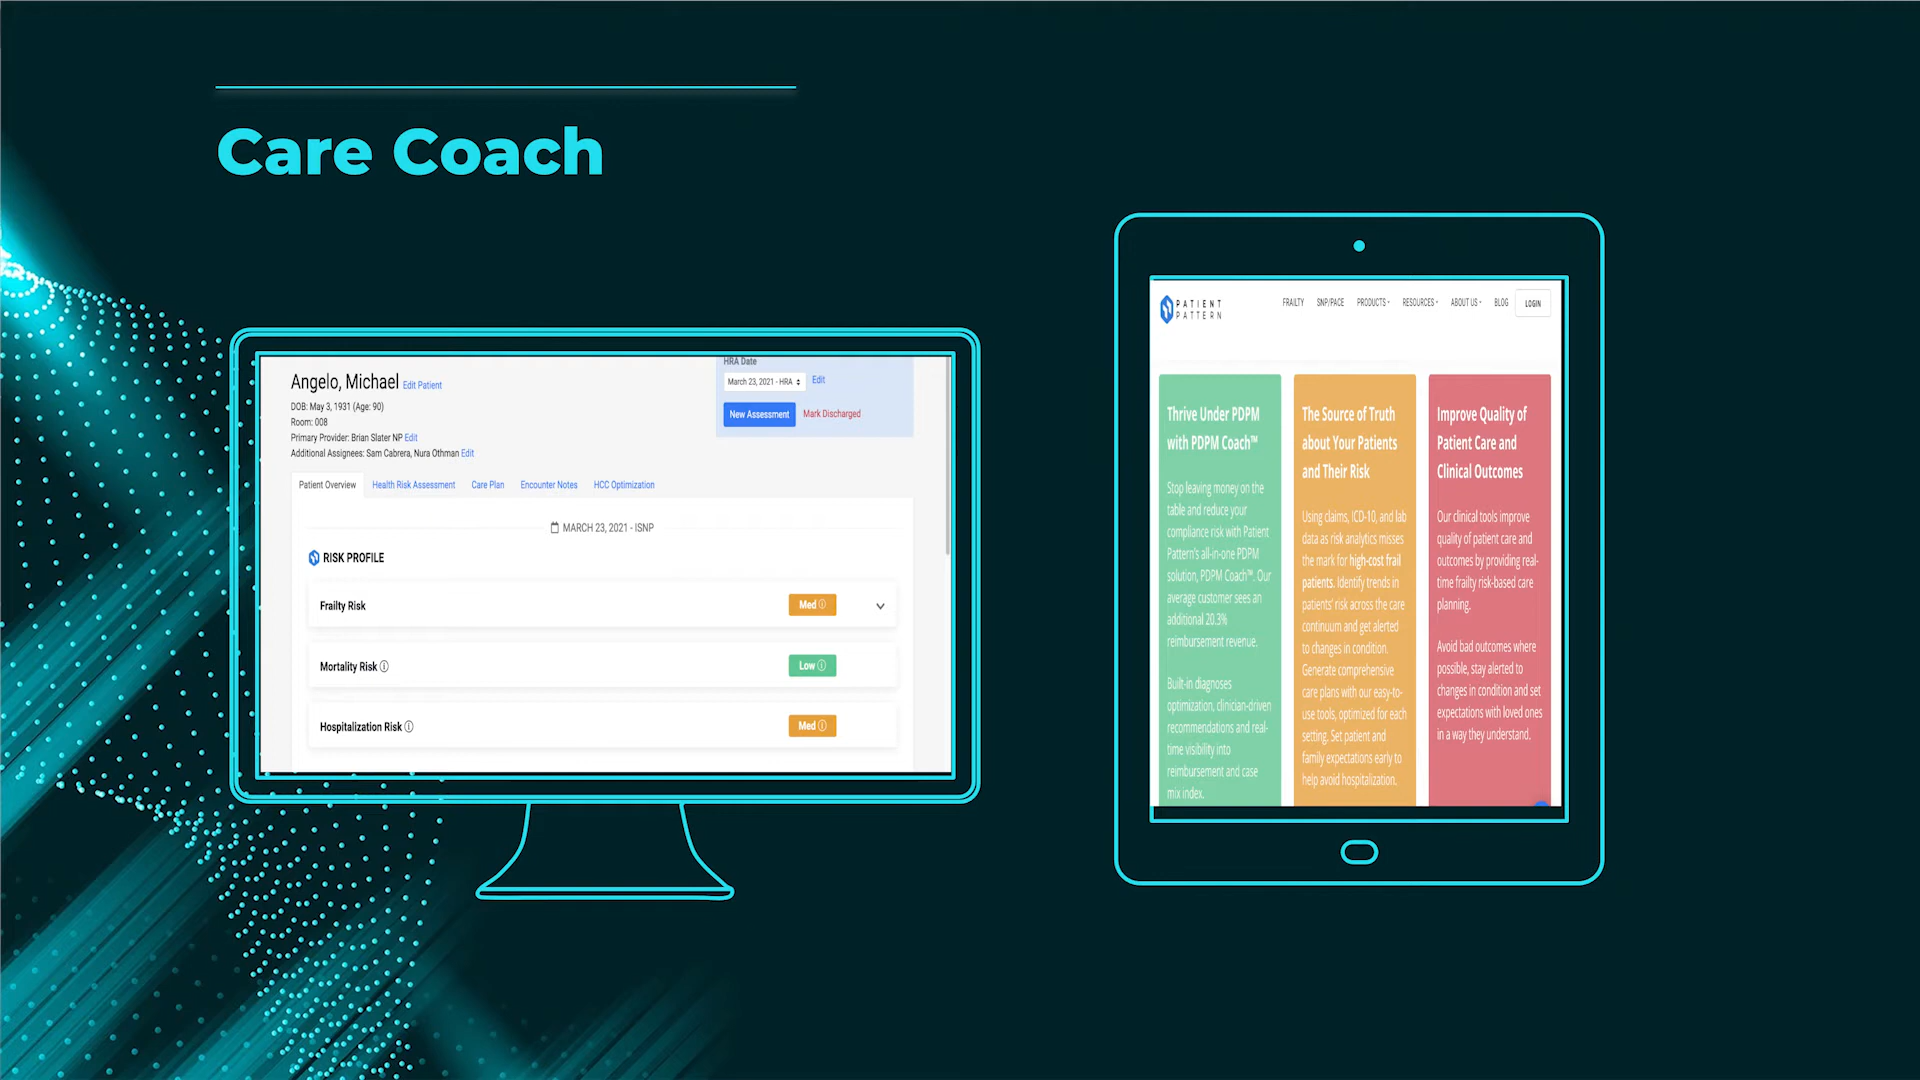 Care Coach
HRA Date
Angelo, Michael Edit Patient
March 23, 2021 - HRA Edit
DOB: May 3, 1931 (Age: 90)
New Assessment Mark Discharged
Room: 008
Primary Provider: Brian Slater NP Edit
Additional Assignees: Sam Cabrera, Nura Othman Edit
Patient Overview Health Risk Assessment Care Plan Encounter Notes HCC Optimization
MARCH 23, 2021 - ISNP
RISK PROFILE
Frailty Risk Med
Mortality Risk Low
Hospitalization Risk Med
PATIENT
PATTERN
FRAILTY SNP/PACE PRODUCTS RESOURCES ABOUT US BLOG LOGIN
Thrive Under PDPM
with PDPM Coach™
Stop leaving money on the
table and reduce your
compliance risk with Patient
Pattern's all-in-one PDPM
solution, PDPM Coach™. Our
average customer sees an
additional 20.3%
reimbursement revenue.
Built-in diagnoses
optimization, clinician-driven
recommendations and real-
time visibility into
reimbursement and case
mix index.
The Source of Truth
about Your Patients
and Their Risk
Using claims, ICD-10, and lab
data as risk analytics misses
the mark for high-cost frail
patients. Identify trends in
patients' risk across the care
continuum and get alerted
to changes in condition.
Generate comprehensive
care plans with our easy-to-
use tools, optimized for each
setting. Set patient and
family expectations early to
help avoid hospitalization.
Improve Quality of
Patient Care and
Clinical Outcomes
Our clinical tools improve
quality of patient care and
outcomes by providing real-
time frailty risk-based care
planning.
Avoid bad outcomes where
possible, stay alerted to
changes in condition and set
expectations with loved ones
in a way they understand.